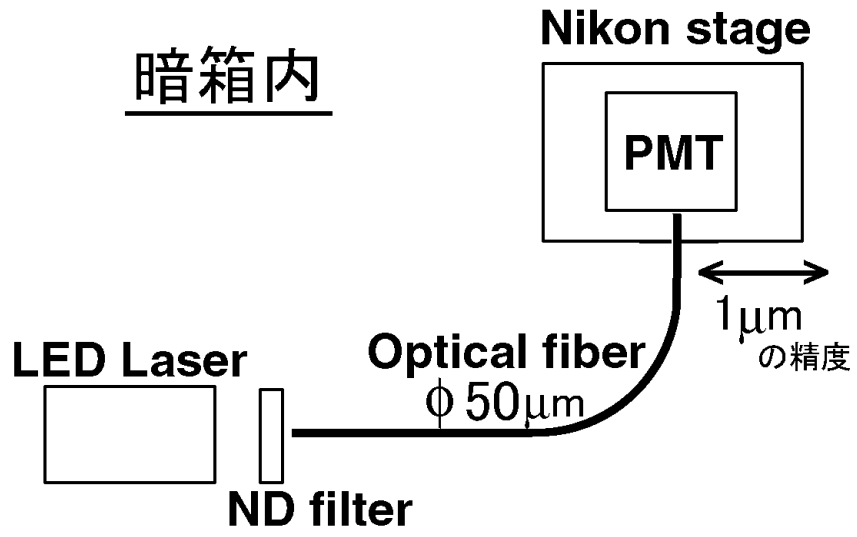 Nikon stage
暗箱内
PMT
1μm
の精度
LED Laser
Optical fiber
φ50μm
ND filter